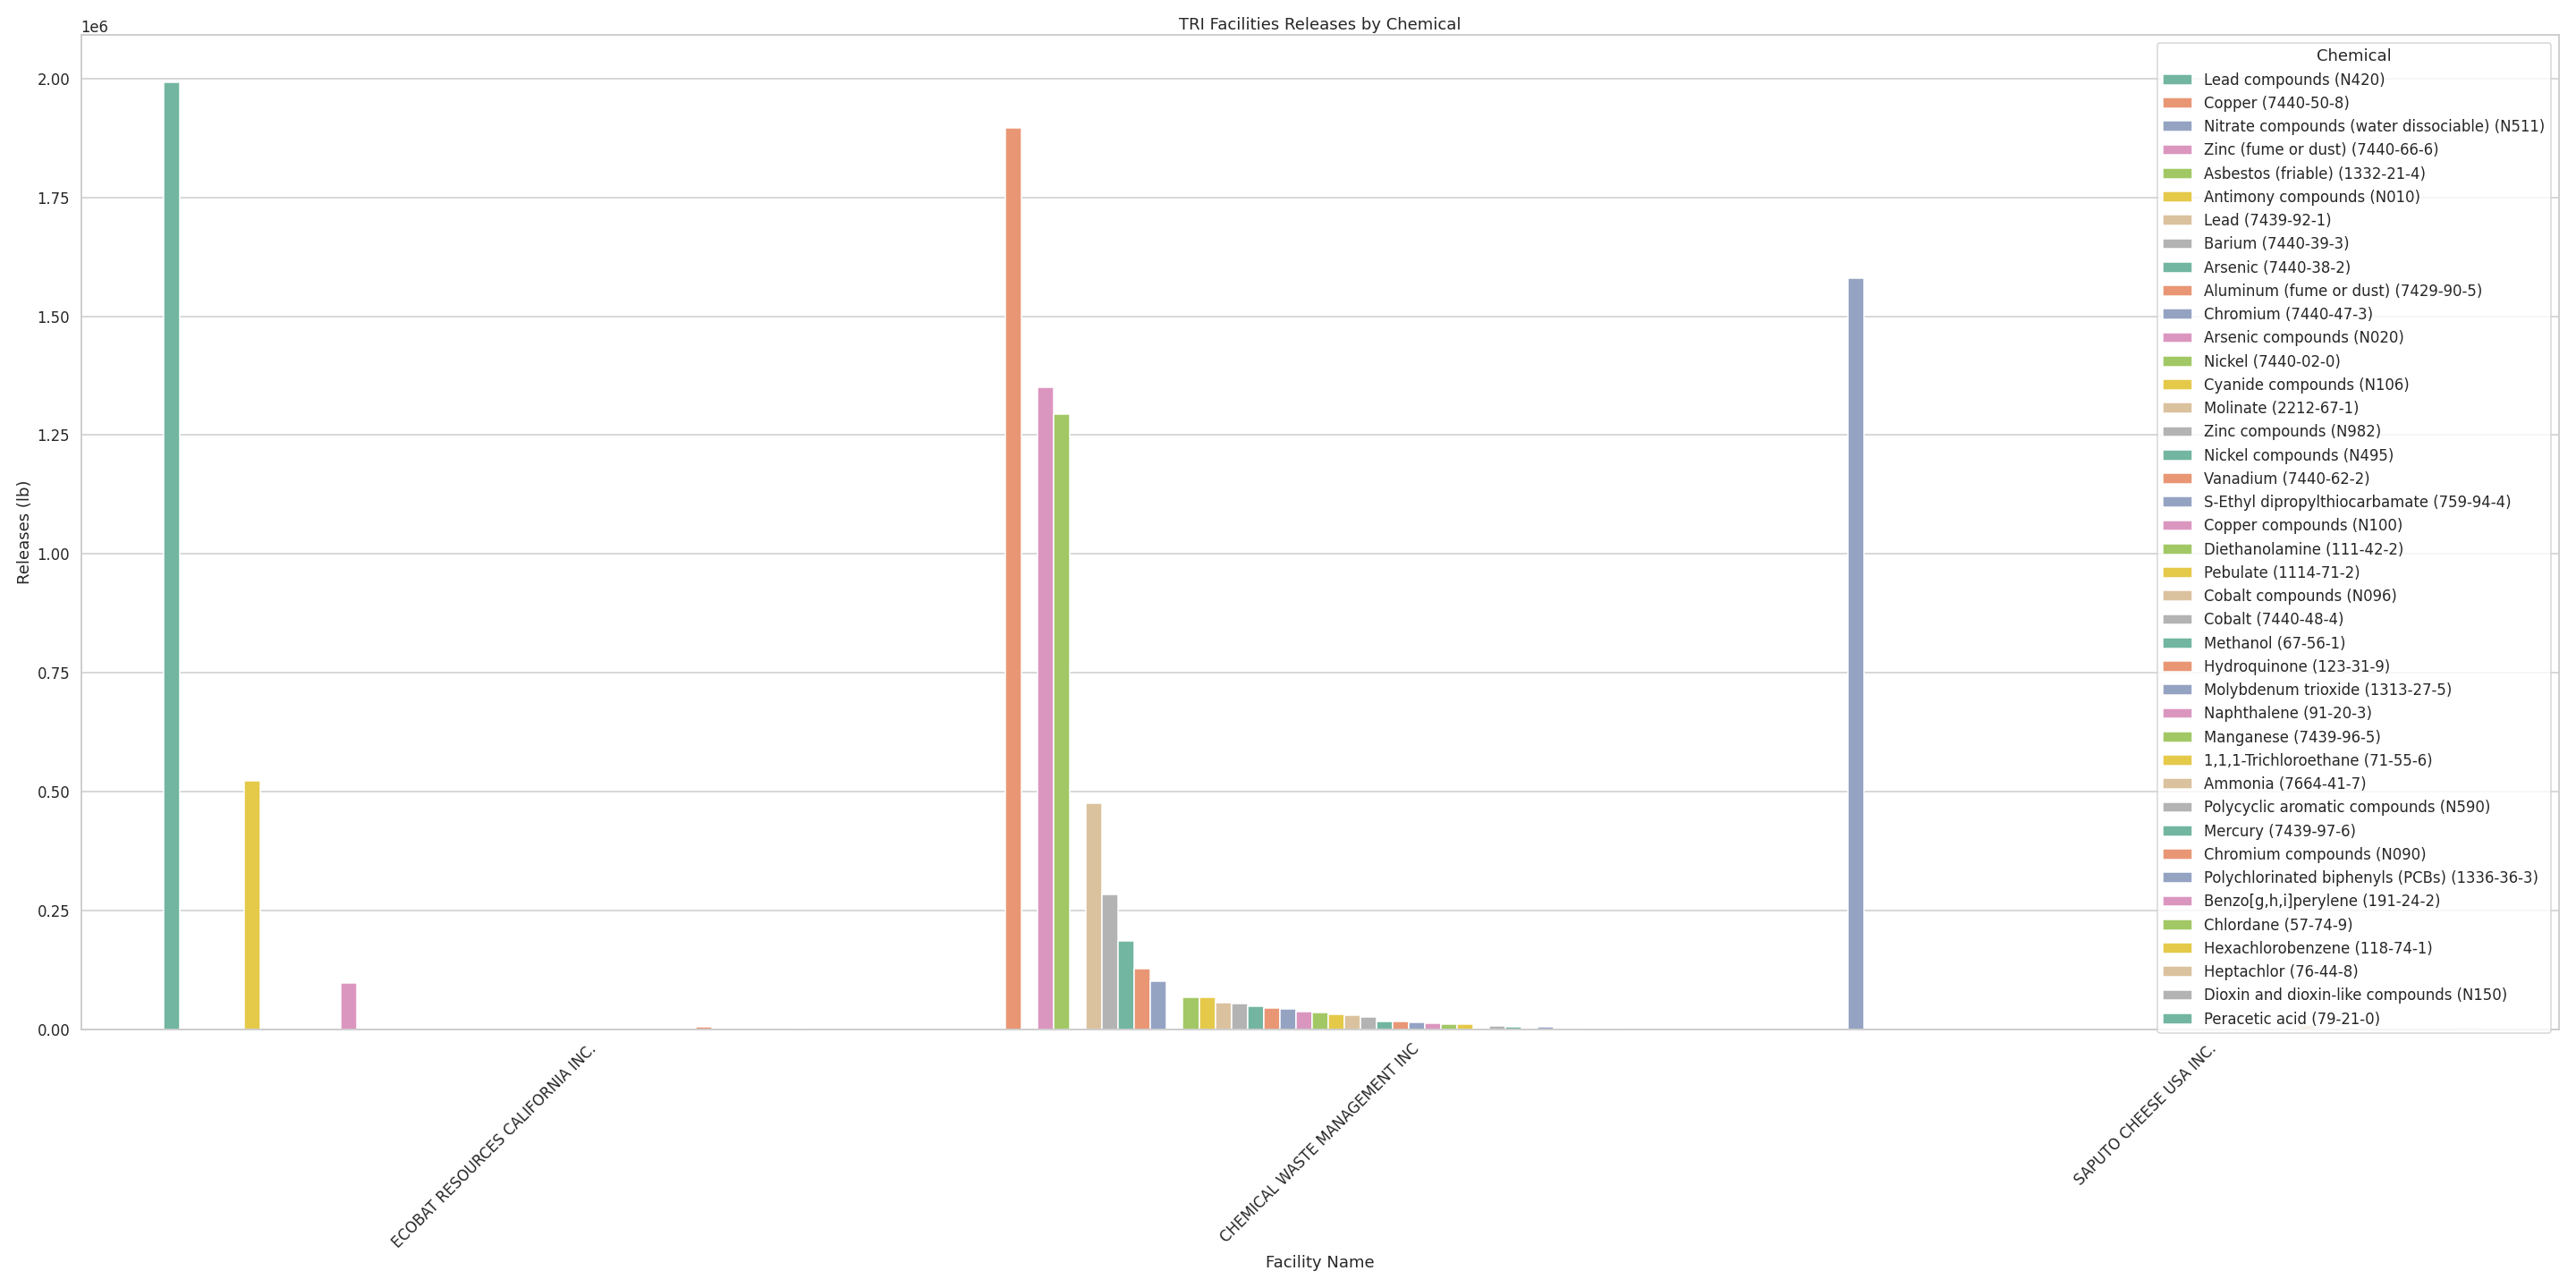 TRI Facilities Releases by Chemical
1e6
2.00
1.75
1.50
1.25
1.00
0.75
0.50
0.25
0.00
Releases (lb)
Chemical
Lead compounds (N420)
Copper (7440-50-8)
Nitrate compounds (water dissociable) (N511)
Zinc (fume or dust) (7440-66-6)
Asbestos (friable) (1332-21-4)
Antimony compounds (N010)
Lead (7439-92-1)
Barium (7440-39-3)
Arsenic (7440-38-2)
Aluminum (fume or dust) (7429-90-5)
Chromium (7440-47-3)
Arsenic compounds (N020)
Nickel (7440-02-0)
Cyanide compounds (N106)
Molinate (2212-67-1)
Zinc compounds (N982)
Nickel compounds (N495)
Vanadium (7440-62-2)
S-Ethyl dipropylthiocarbamate (759-94-4)
Copper compounds (N100)
Diethanolamine (111-42-2)
Pebulate (1114-71-2)
Cobalt compounds (N096)
Cobalt (7440-48-4)
Methanol (67-56-1)
Hydroquinone (123-31-9)
Molybdenum trioxide (1313-27-5)
Naphthalene (91-20-3)
Manganese (7439-96-5)
1,1,1-Trichloroethane (71-55-6)
Ammonia (7664-41-7)
Polycyclic aromatic compounds (N590)
Mercury (7439-97-6)
Chromium compounds (N090)
Polychlorinated biphenyls (PCBs) (1336-36-3)
Benzo[g,h,i]perylene (191-24-2)
Chlordane (57-74-9)
Hexachlorobenzene (118-74-1)
Heptachlor (76-44-8)
Dioxin and dioxin-like compounds (N150)
Peracetic acid (79-21-0)
ECOBAT RESOURCES CALIFORNIA INC.
CHEMICAL WASTE MANAGEMENT INC
SAPUTO CHEESE USA INC.
Facility Name